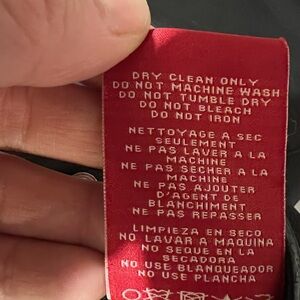 DRY CLEAN ONLY
DO NOT MACHINE WASH
DO NOT TUMBLE DRY
DO NOT BLEACH
DO NOT IRON
NETTOYAGE A SEC
SEULEMENT
NE PAS LAVER A LA
MACHINE
NE PAS SECHER A LA
MACHINE
NE PAS AJOUTER
D'AGENT DE
BLANCHIMENT
NE PAS REPASSER
LIMPIEZA EN SECO
NO LAVAR A MAQUINA
NO SEQUE EN LA
SECADORA
NO USE BLANQUEADOR
NO USE PLANCHA